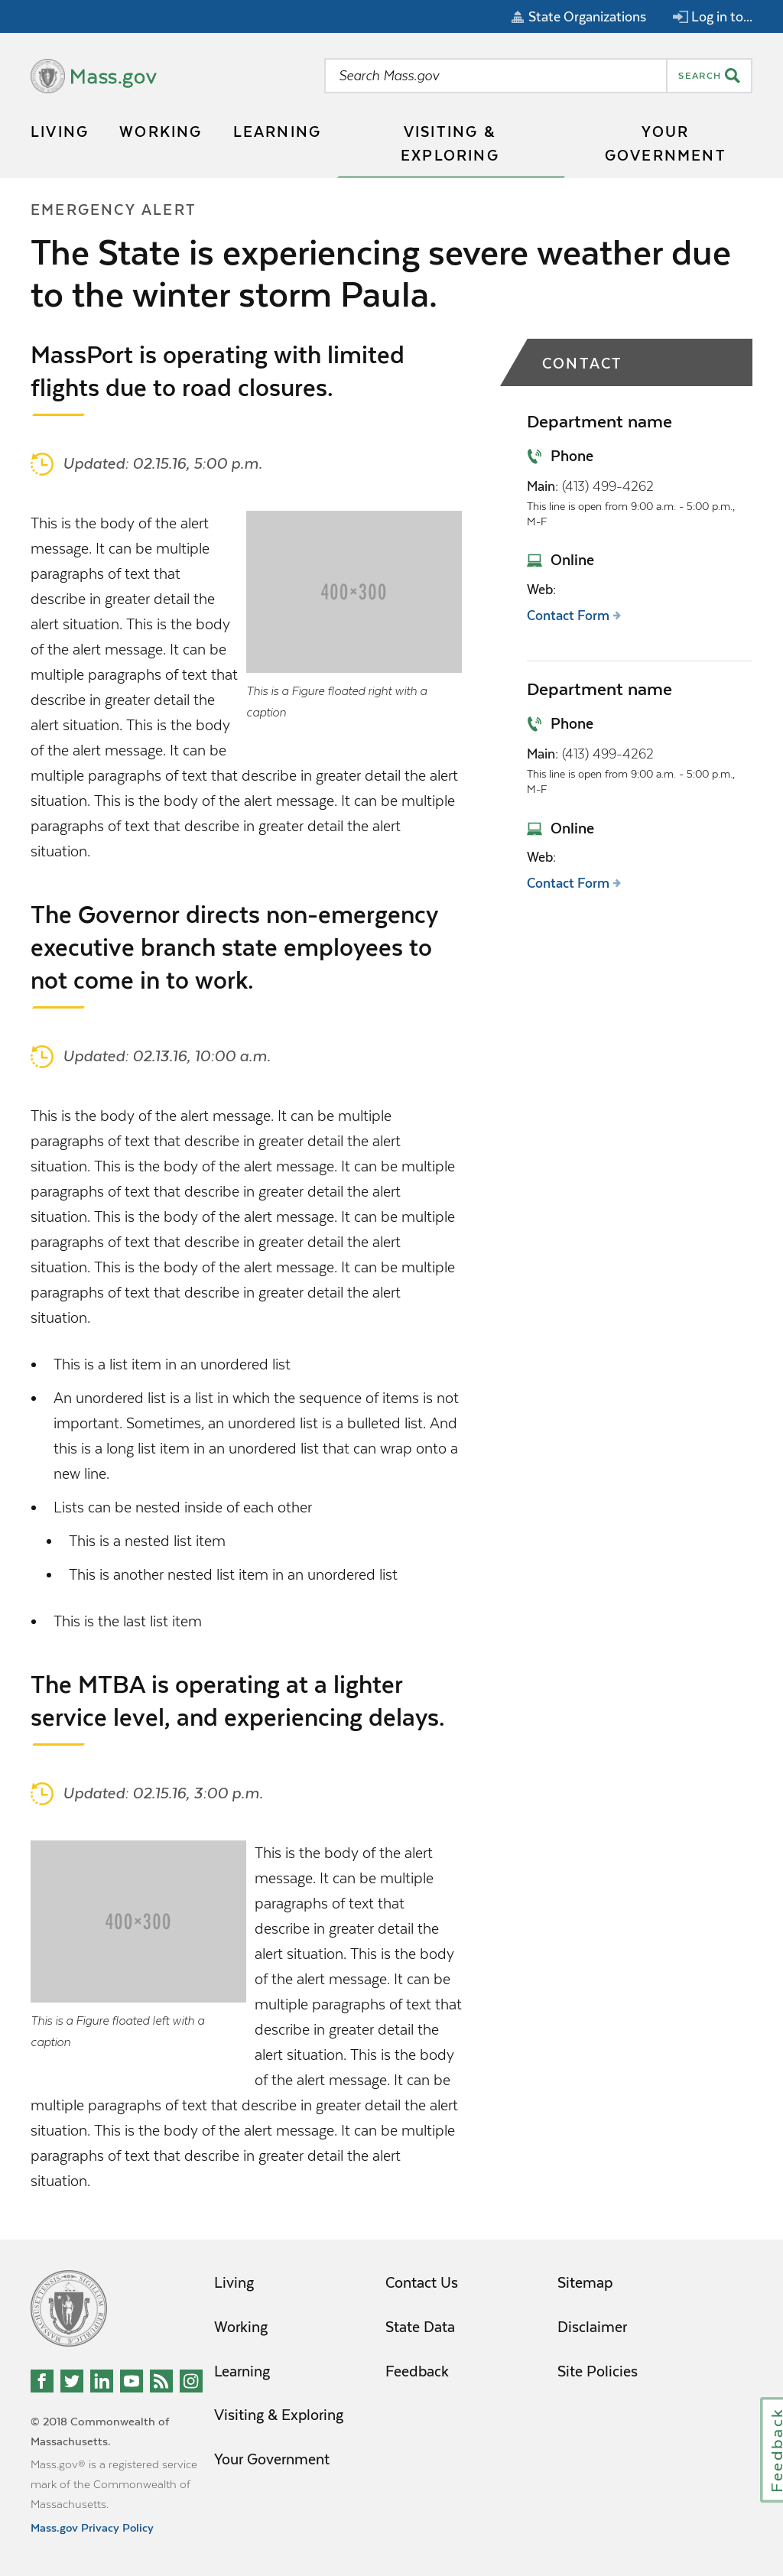 State Organizations
Log in to...
Mass.gov
Search Mass.gov
SEARCH
LIVING
WORKING
LEARNING
VISITING &
EXPLORING
YOUR
GOVERNMENT
EMERGENCY ALERT
The State is experiencing severe weather due
to the winter storm Paula.
MassPort is operating with limited
flights due to road closures.
Updated: 02.15.16, 5:00 p.m.
This is the body of the alert
message. It can be multiple
paragraphs of text that
describe in greater detail the
alert situation. This is the body
of the alert message. It can be
multiple paragraphs of text that
describe in greater detail the
alert situation. This is the body
of the alert message. It can be
multiple paragraphs of text that describe in greater detail the alert
situation. This is the body of the alert message. It can be multiple
paragraphs of text that describe in greater detail the alert
situation.
400×300
This is a Figure floated right with a
caption
The Governor directs non-emergency
executive branch state employees to
not come in to work.
Updated: 02.13.16, 10:00 a.m.
This is the body of the alert message. It can be multiple
paragraphs of text that describe in greater detail the alert
situation. This is the body of the alert message. It can be multiple
paragraphs of text that describe in greater detail the alert
situation. This is the body of the alert message. It can be multiple
paragraphs of text that describe in greater detail the alert
situation. This is the body of the alert message. It can be multiple
paragraphs of text that describe in greater detail the alert
situation.
• This is a list item in an unordered list
• An unordered list is a list in which the sequence of items is not
important. Sometimes, an unordered list is a bulleted list. And
this is a long list item in an unordered list that can wrap onto a
new line.
• Lists can be nested inside of each other
• This is a nested list item
• This is another nested list item in an unordered list
• This is the last list item
The MTBA is operating at a lighter
service level, and experiencing delays.
Updated: 02.15.16, 3:00 p.m.
400×300
This is a Figure floated left with a
caption
This is the body of the alert
message. It can be multiple
paragraphs of text that
describe in greater detail the
alert situation. This is the body
of the alert message. It can be
multiple paragraphs of text that
describe in greater detail the
alert situation. This is the body
of the alert message. It can be
multiple paragraphs of text that describe in greater detail the alert
situation. This is the body of the alert message. It can be multiple
paragraphs of text that describe in greater detail the alert
situation.
CONTACT
Department name
Phone
Main: (413) 499-4262
This line is open from 9:00 a.m. - 5:00 p.m.,
M-F
Online
Web:
Contact Form
Department name
Phone
Main: (413) 499-4262
This line is open from 9:00 a.m. - 5:00 p.m.,
M-F
Online
Web:
Contact Form
Living
Working
Learning
Visiting & Exploring
Your Government
Contact Us
State Data
Feedback
Sitemap
Disclaimer
Site Policies
© 2018 Commonwealth of
Massachusetts.
Mass.gov® is a registered service
mark of the Commonwealth of
Massachusetts.
Mass.gov Privacy Policy
Feedback